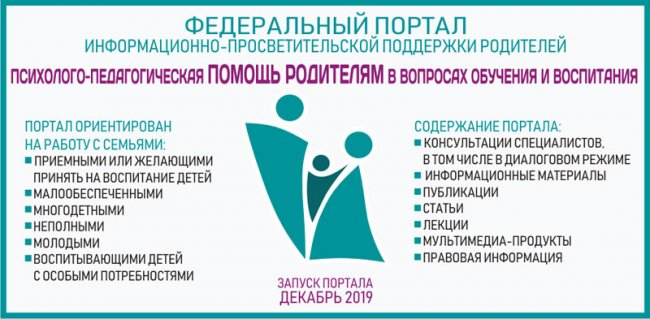 ФЕДЕРАЛЬНЫЙ ПОРТАЛ
ИНФОРМАЦИОННО-ПРОСВЕТИТЕЛЬСКОЙ ПОДДЕРЖКИ РОДИТЕЛЕЙ
ПСИХОЛОГО-ПЕДАГОГИЧЕСКАЯ ПОМОЩЬ РОДИТЕЛЯМ В ВОПРОСАХ ОБУЧЕНИЯ И ВОСПИТАНИЯ
ПОРТАЛ ОРИЕНТИРОВАН
НА РАБОТУ С СЕМЬЯМИ:
■ ПРИЕМНЫМИ ИЛИ ЖЕЛАЮЩИМИ
ПРИНЯТЬ НА ВОСПИТАНИЕ ДЕТЕЙ
■ МАЛООБЕСПЕЧЕННЫМИ
■ МНОГОДЕТНЫМИ
■ НЕПОЛНЫМИ
■ МОЛОДЫМИ
■ ВОСПИТЫВАЮЩИМИ ДЕТЕЙ
С ОСОБЫМИ ПОТРЕБНОСТЯМИ
СОДЕРЖАНИЕ ПОРТАЛА:
■ КОНСУЛЬТАЦИИ СПЕЦИАЛИСТОВ,
В ТОМ ЧИСЛЕ В ДИАЛОГОВОМ РЕЖИМЕ
■ ИНФОРМАЦИОННЫЕ МАТЕРИАЛЫ
■ ПУБЛИКАЦИИ
■ СТАТЬИ
■ ЛЕКЦИИ
■ МУЛЬТИМЕДИА-ПРОДУКТЫ
■ ПРАВОВАЯ ИНФОРМАЦИЯ
ЗАПУСК ПОРТАЛА
ДЕКАБРЬ 2019